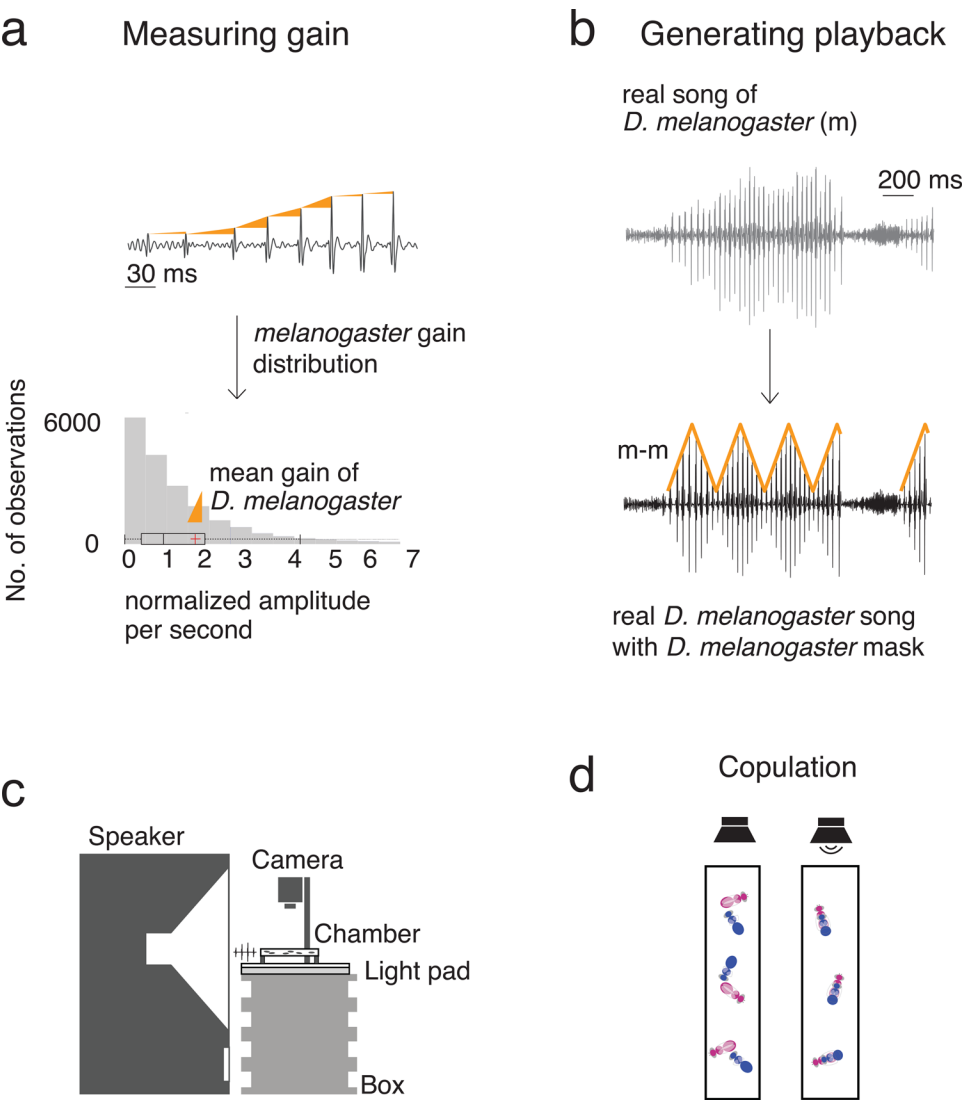 a
Measuring gain
30 ms
melanogaster gain
distribution
No. of observations
6000
0
mean gain of
D. melanogaster
0 1 2 3 4 5 6 7
normalized amplitude
per second
b
Generating playback
real song of
D. melanogaster (m)
200 ms
m-m
real D. melanogaster song
with D. melanogaster mask
c
Speaker
Camera
Chamber
Light pad
Box
d
Copulation